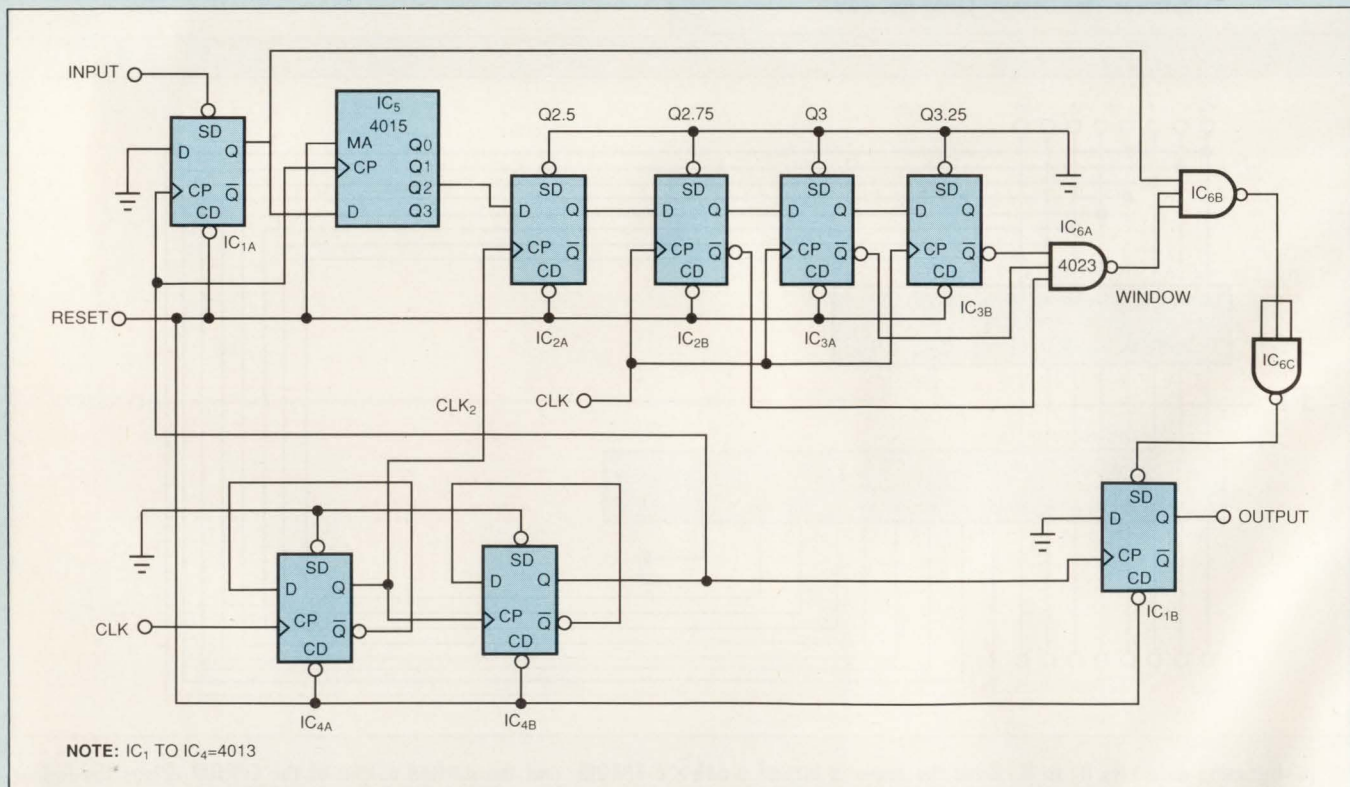 INPUT
SD
D Q
CP Q̅
CD
IC1A
IC5
4015
MA Q0
CP Q1
Q2
D Q3
Q2.5 Q2.75 Q3 Q3.25
SD SD SD SD
D Q D Q D Q D Q
CP Q̅ CP Q̅ CP Q̅ CP Q̅
CD CD CD CD
IC2A IC2B IC3A IC3B
IC6A
4023
WINDOW
IC6B
IC6C
RESET
CLK2
CLK
SD
D Q
CP Q̅
CD
IC4A
CLK
SD
D Q
CP Q̅
CD
IC4B
SD
D Q
CP Q̅
CD
IC1B
OUTPUT
NOTE: IC1 TO IC4=4013